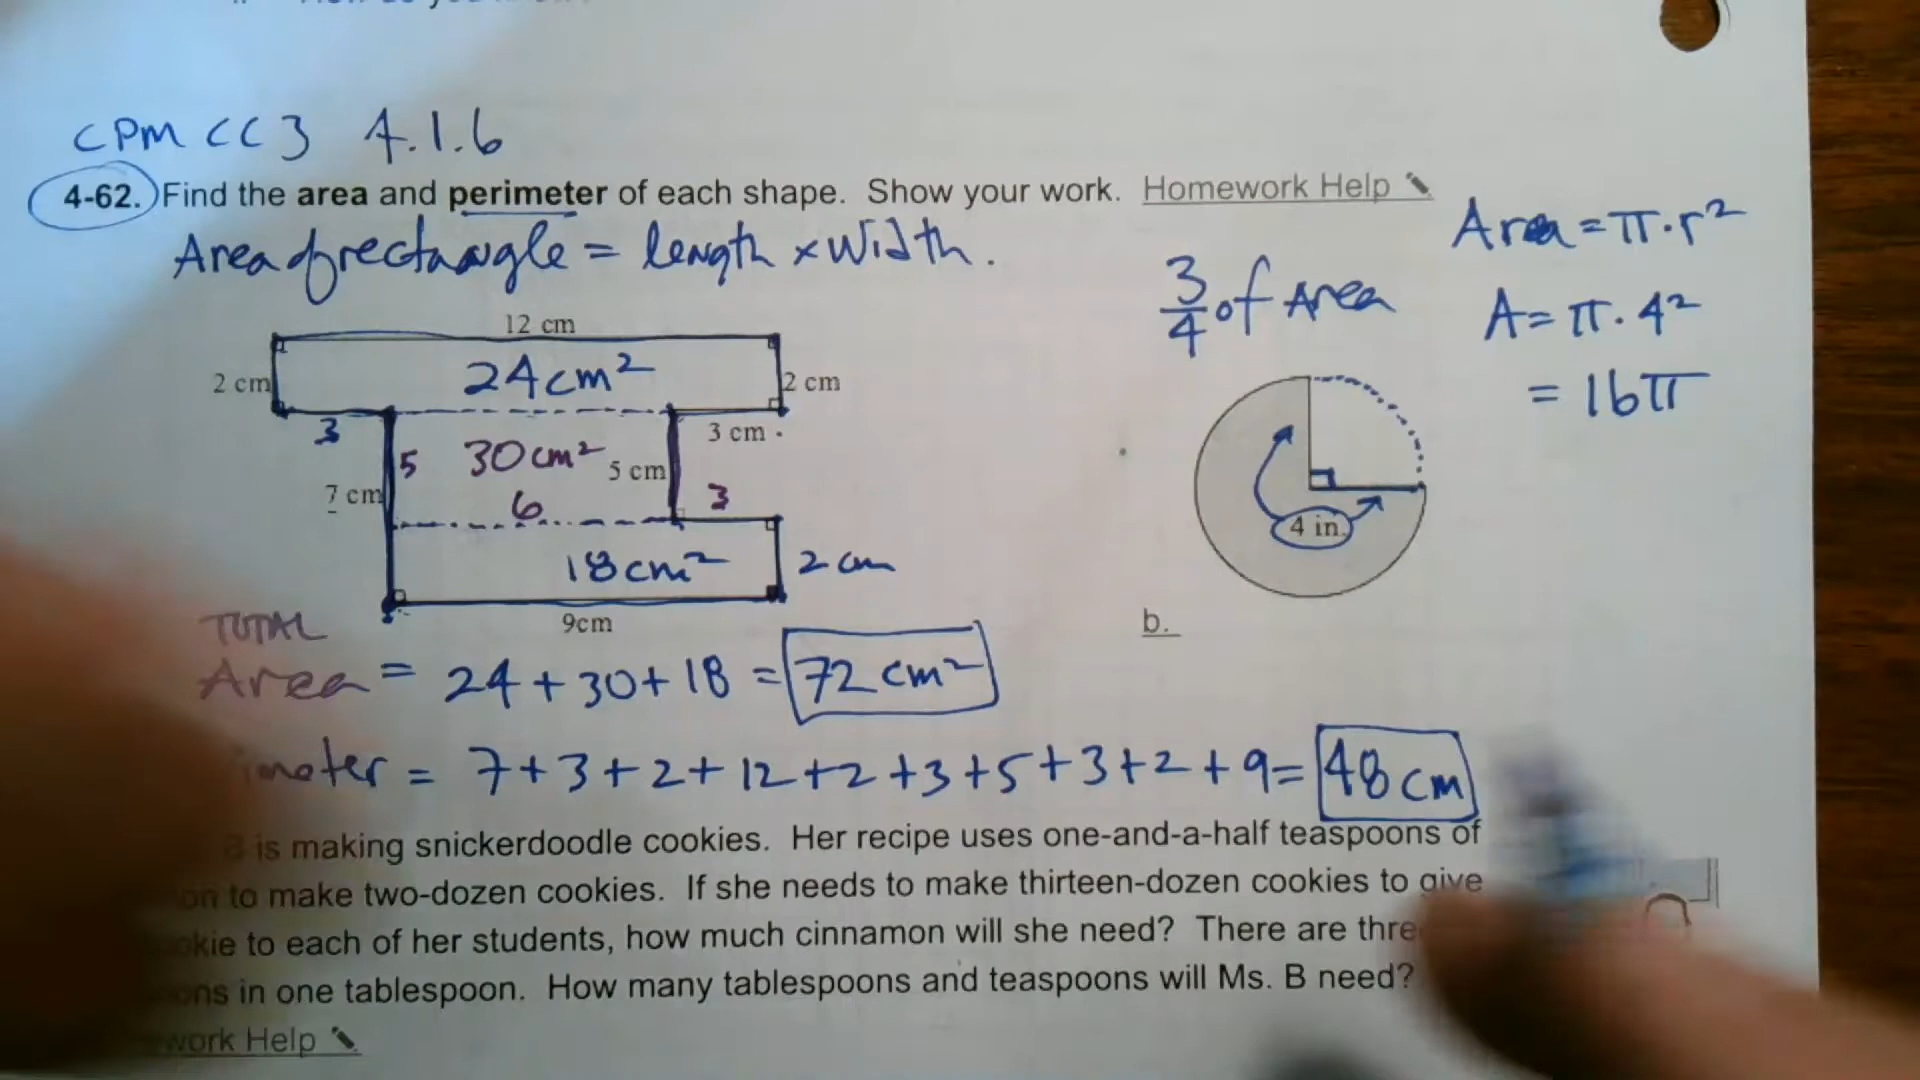 CPM CC3 4.1.6
4-62. Find the area and perimeter of each shape. Show your work. Homework Help
Area of rectangle = length x width.
12 cm
2 cm
24 cm²
2 cm
3
3 cm
5
30 cm²
5 cm
7 cm
6
3
18 cm²
2 cm
9cm
TOTAL
Area = 24 + 30 + 18 = 72 cm²
= 7 + 3 + 2 + 12 + 2 + 3 + 5 + 3 + 2 + 9 = 48 cm
Area = π · r²
3/4 of Area
A = π · 4²
= 16π
4 in.
b.
B is making snickerdoodle cookies. Her recipe uses one-and-a-half teaspoons of
to make two-dozen cookies. If she needs to make thirteen-dozen cookies to give
to each of her students, how much cinnamon will she need? There are
in one tablespoon. How many tablespoons and teaspoons will Ms. B need?
Help